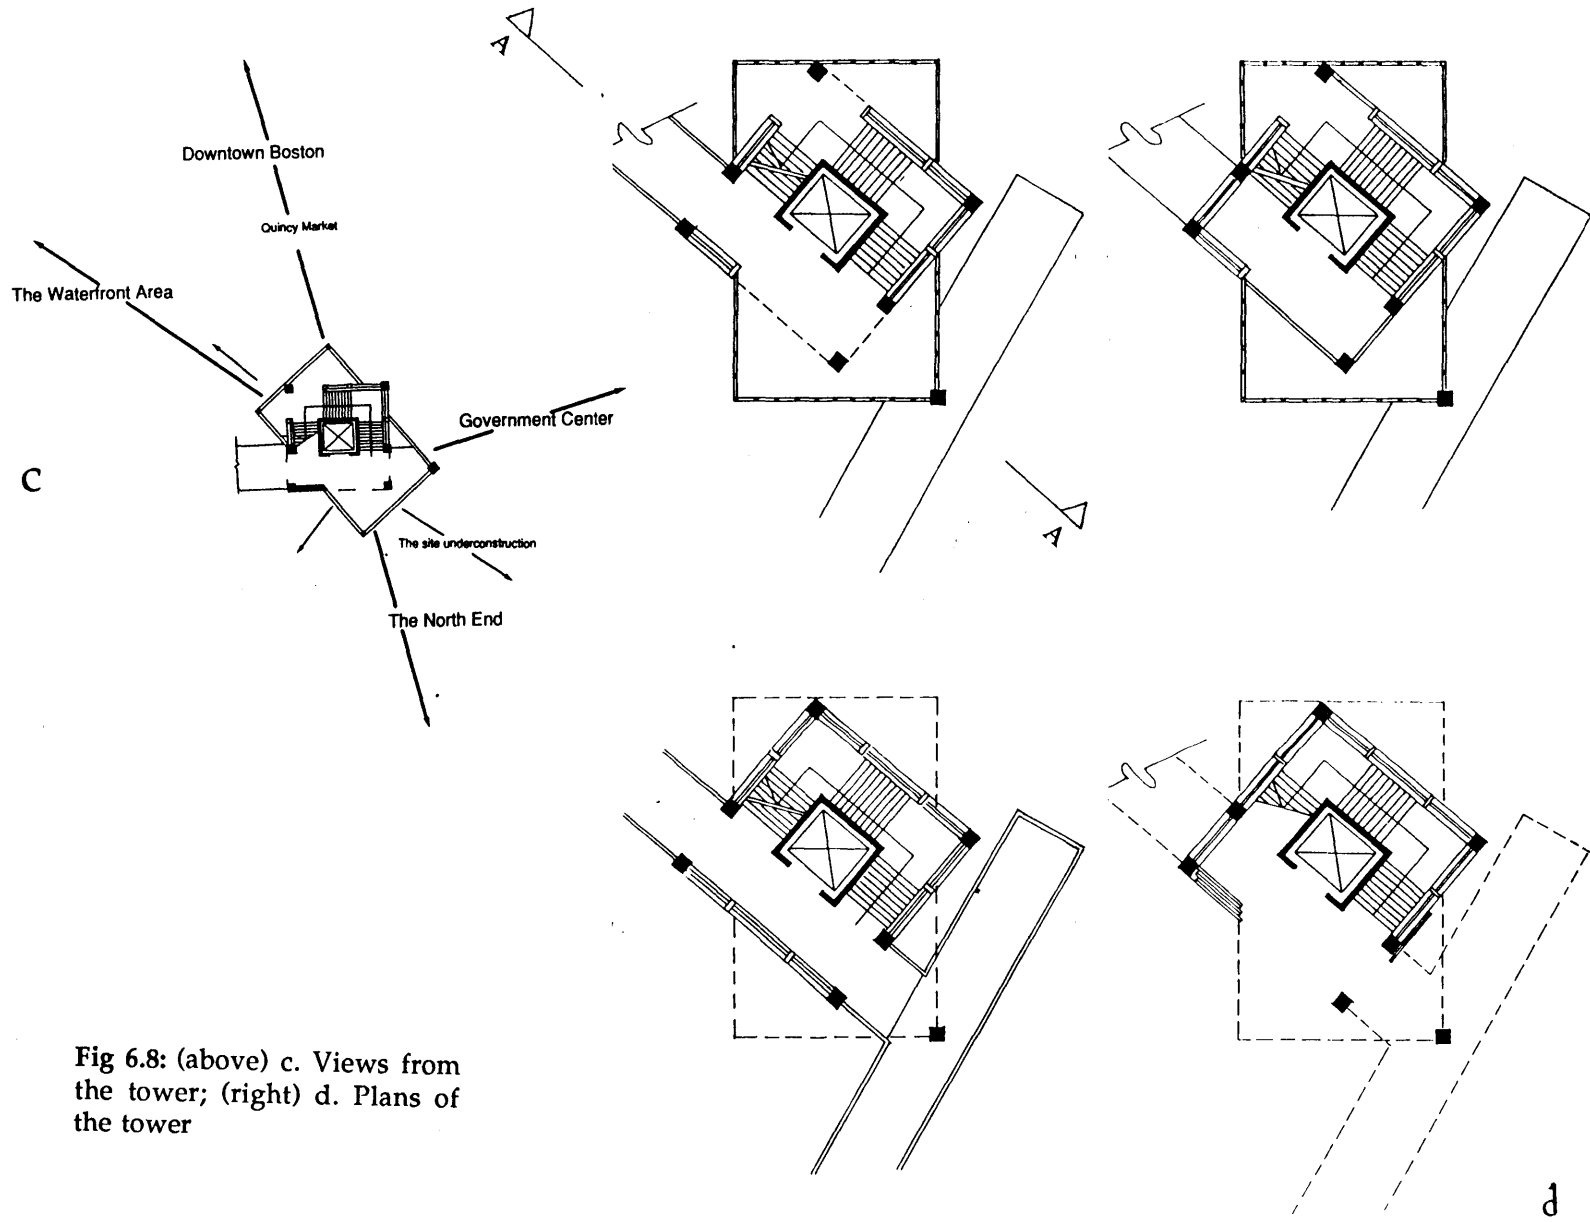 A
Downtown Boston
Quincy Market
The Waterfront Area
Government Center
C
The site underconstruction
A
The North End
Fig 6.8: (above) c. Views from
the tower; (right) d. Plans of
the tower
d